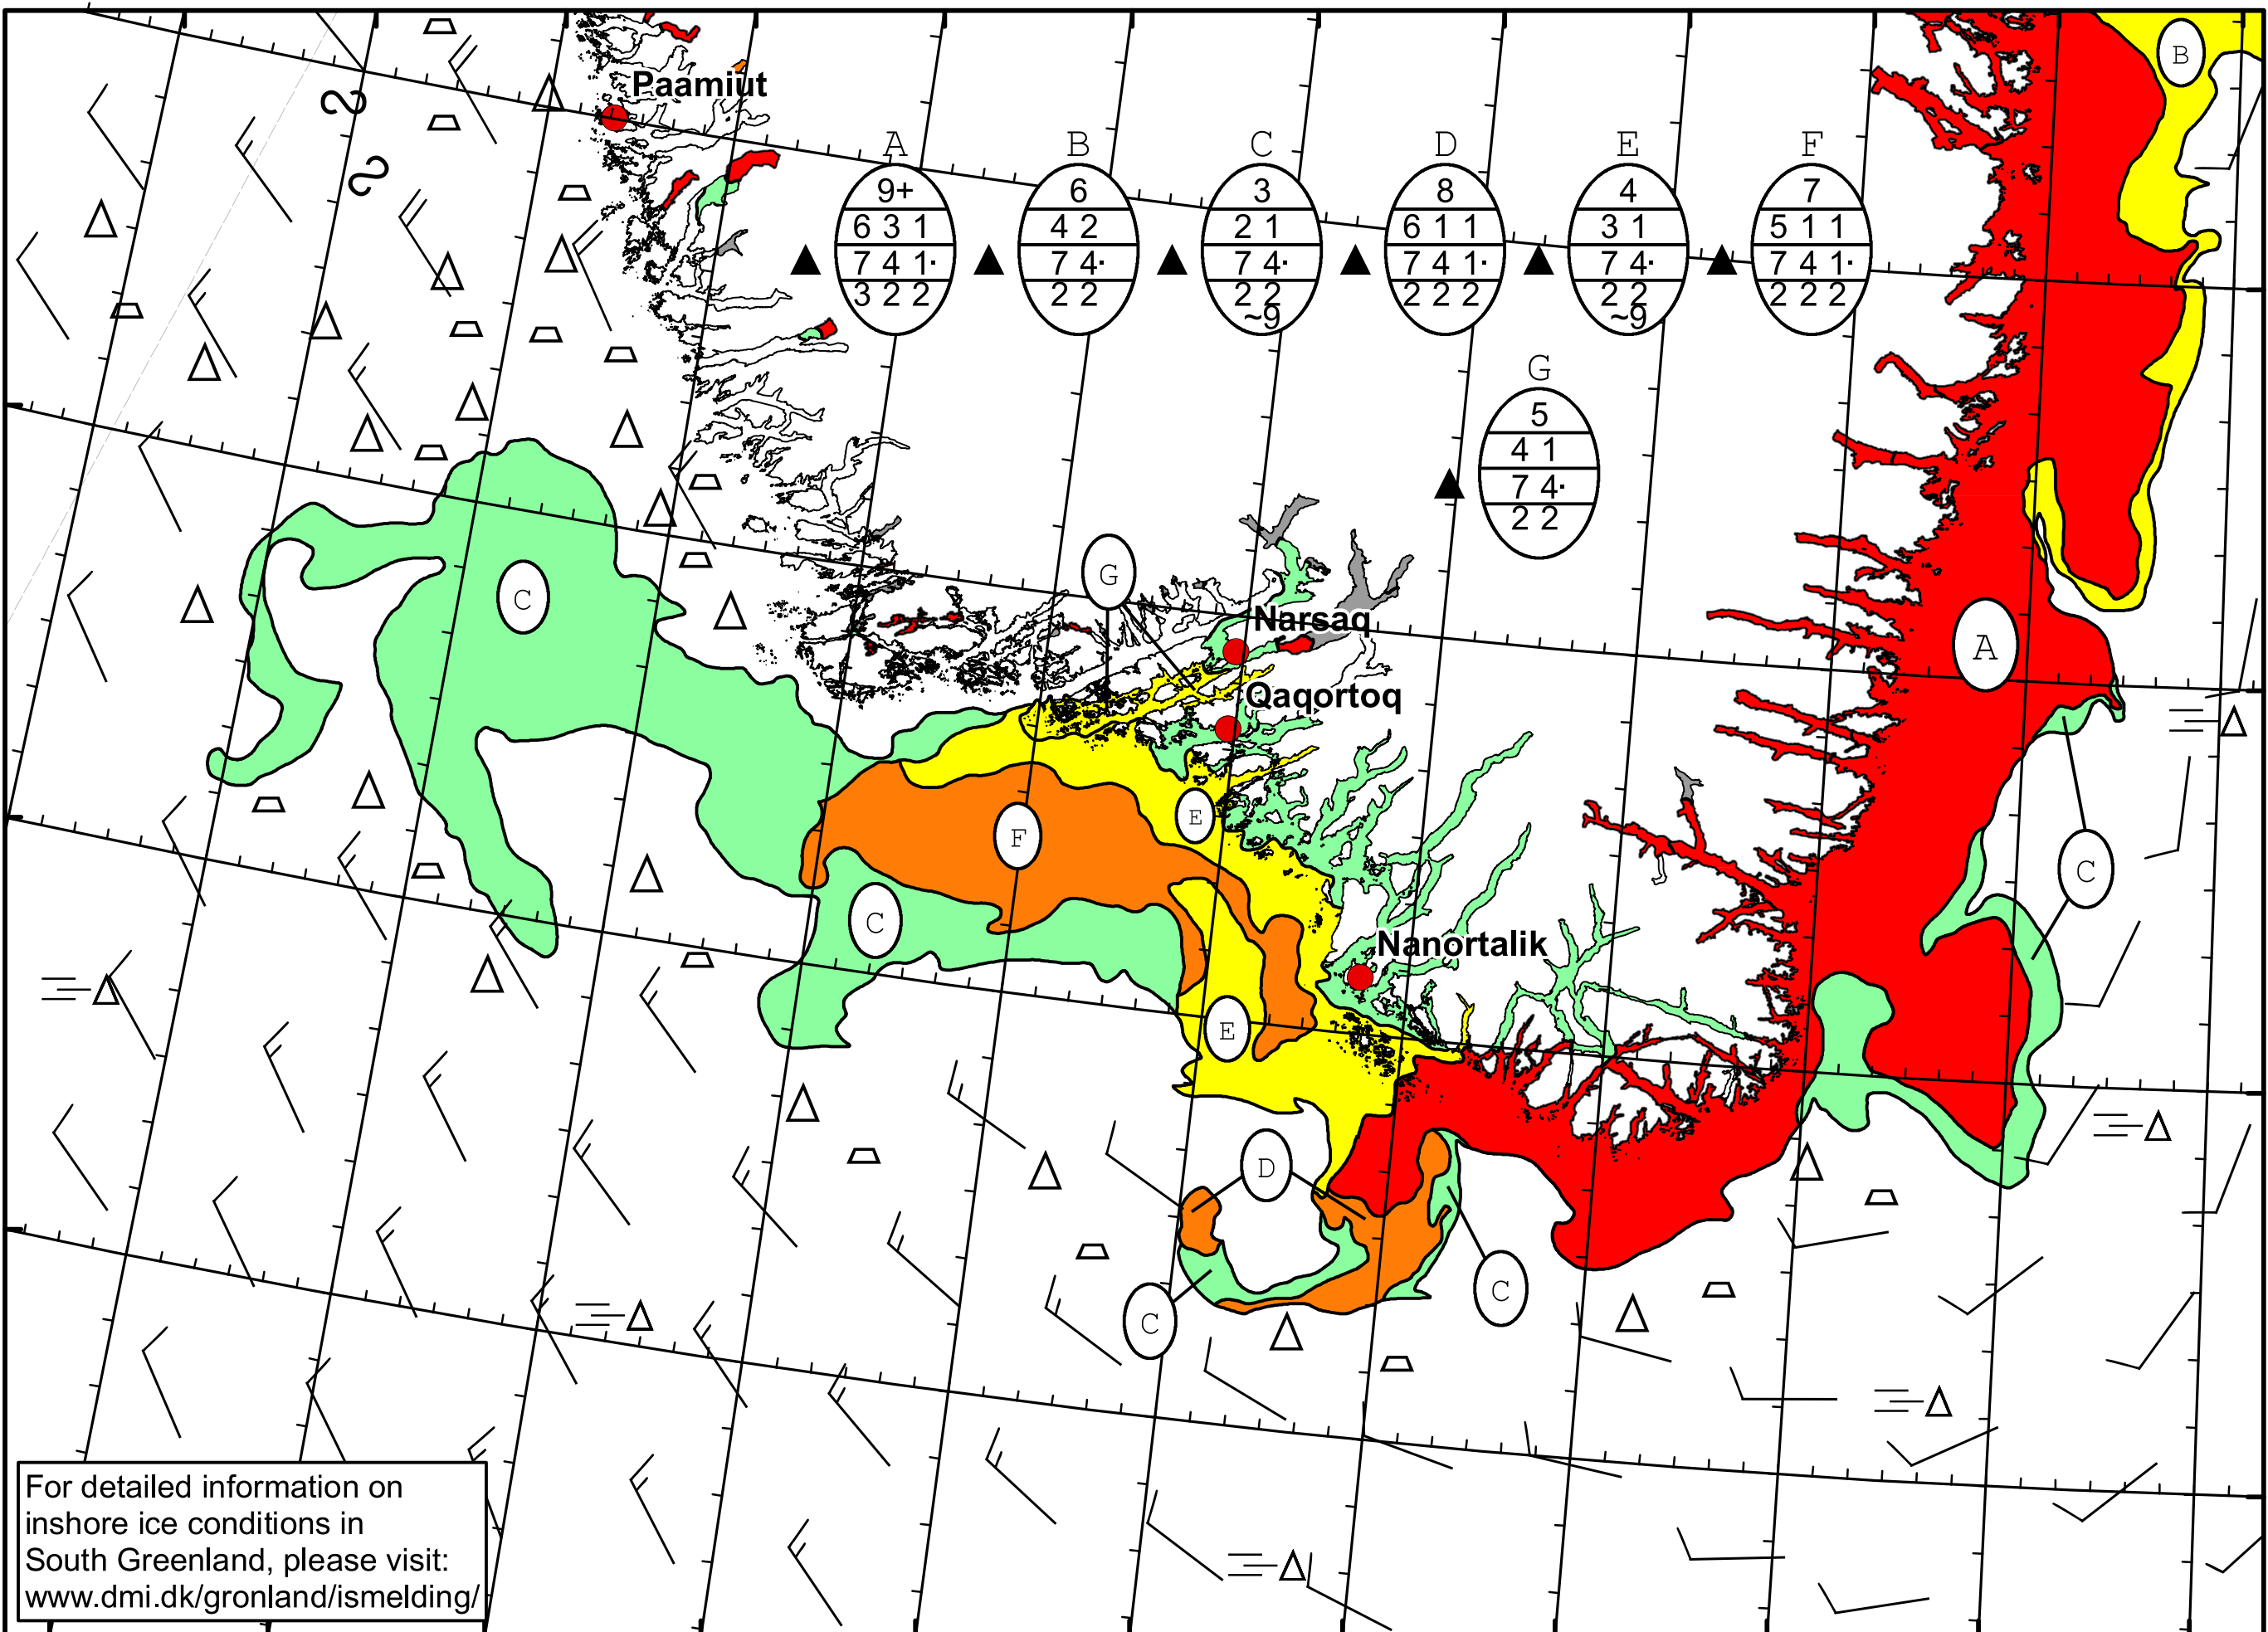 B
Paamiut
A B C D E F
9+ 6 3 8 4 7
6 3 1 4 2 2 1 6 1 1 3 1 5 1 1
7 4 1· 7 4· 7 4· 7 4 1· 7 4· 7 4 1·
3 2 2 2 2 2 2 2 2 2 2 2 2 2 2
~9 ~9
G
5
4 1
7 4·
2 2
G
C
Narsaq
A
Qaqortoq
E
F
C
C
Nanortalik
E
D
C
C
For detailed information on
inshore ice conditions in
South Greenland, please visit:
www.dmi.dk/gronland/ismelding/